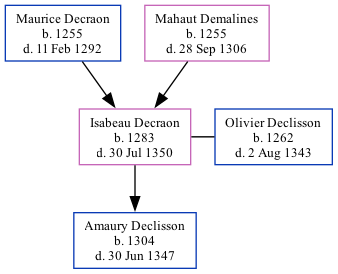 Maurice Decraon
b. 1255
d. 11 Feb 1292
Mahaut Demalines
b. 1255
d. 28 Sep 1306
Isabeau Decraon
b. 1283
d. 30 Jul 1350
Olivier Declisson
b. 1262
d. 2 Aug 1343
Amaury Declisson
b. 1304
d. 30 Jun 1347